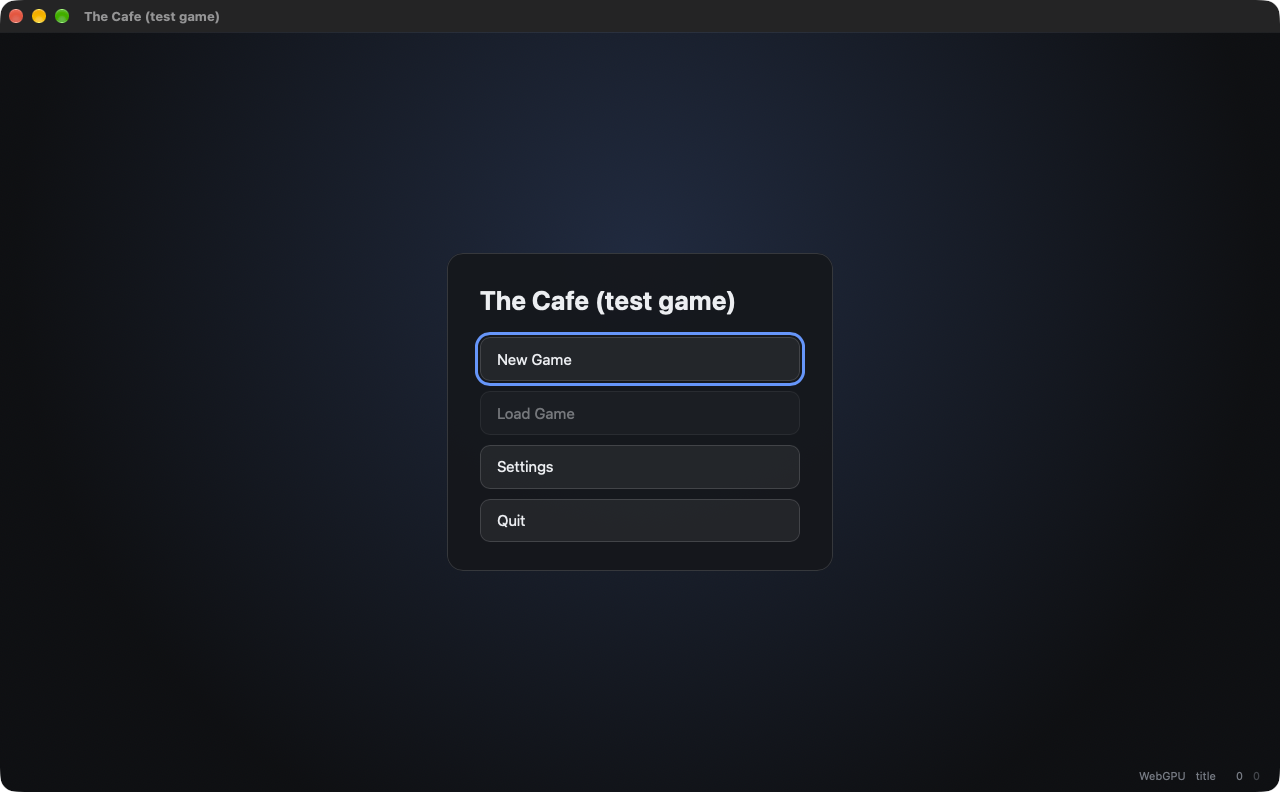 The Cafe (test game)
The Cafe (test game)
New Game
Load Game
Settings
Quit
WebGPU title 0 0